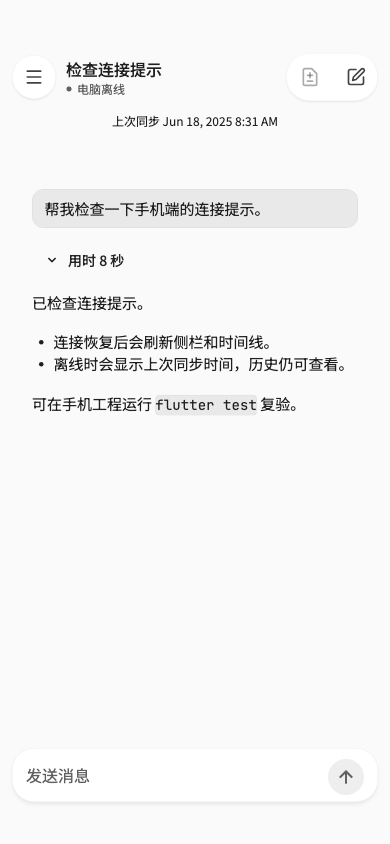 检查连接提示
电脑离线
上次同步 Jun 18, 2025 8:31 AM
帮我检查一下手机端的连接提示。
用时 8 秒
已检查连接提示。
• 连接恢复后会刷新侧栏和时间线。
• 离线时会显示上次同步时间，历史仍可查看。
可在手机工程运行 flutter test 复验。
发送消息